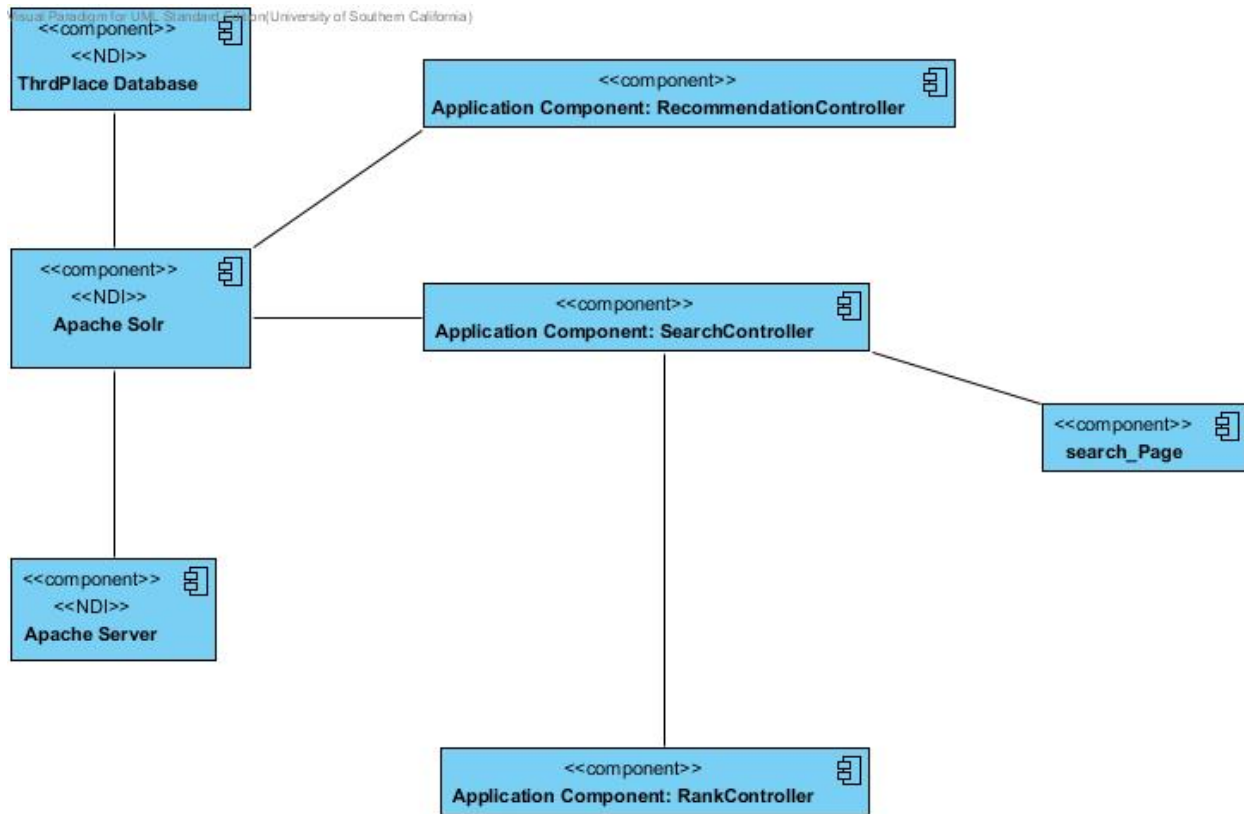 Visual Paradigm for UML Standard Edition(University of Southern California)
<<component>>
<<NDI>>
ThrdPlace Database
<<component>>
Application Component: RecommendationController
<<component>>
<<NDI>>
Apache Solr
<<component>>
Application Component: SearchController
<<component>>
search_Page
<<component>>
<<NDI>>
Apache Server
<<component>>
Application Component: RankController